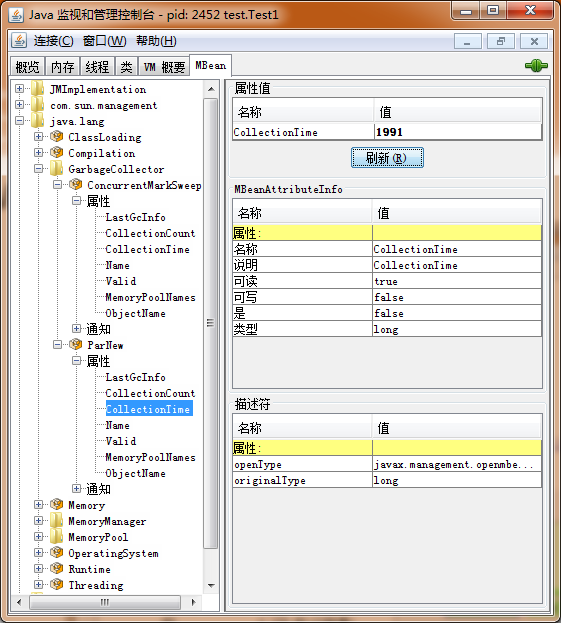 Java 监视和管理控制台 - pid: 2452 test.Test1
连接(C) 窗口(W) 帮助(H)
概览 内存 线程 类 VM 概要 MBean
JMImplementation
com.sun.management
java.lang
ClassLoading
Compilation
GarbageCollector
ConcurrentMarkSweep
属性
LastGcInfo
CollectionCount
CollectionTime
Name
Valid
MemoryPoolNames
ObjectName
通知
ParNew
属性
LastGcInfo
CollectionCount
CollectionTime
Name
Valid
MemoryPoolNames
ObjectName
通知
Memory
MemoryManager
MemoryPool
OperatingSystem
Runtime
Threading
属性值
名称 值
CollectionTime 1991
刷新(R)
MBeanAttributeInfo
名称 值
属性:
名称 CollectionTime
说明 CollectionTime
可读 true
可写 false
是 false
类型 long
描述符
名称 值
属性:
openType javax.management.openmbe...
originalType long